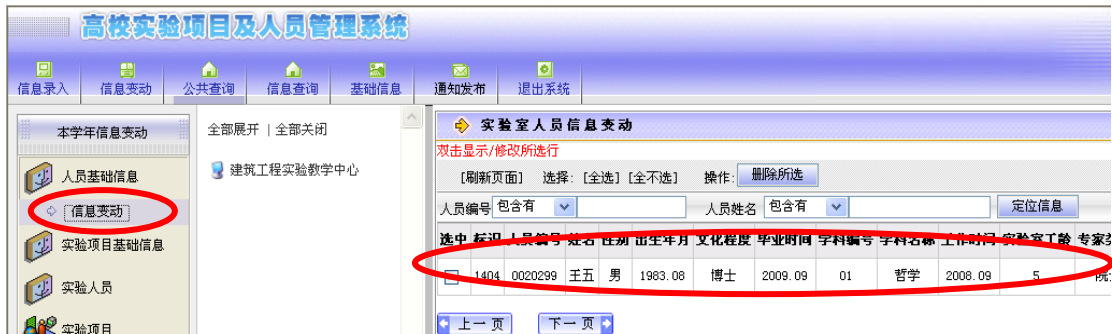 高校实验项目及人员管理系统
信息录入 信息变动 公共查询 信息查询 基础信息 通知发布 退出系统
本学年信息变动
人员基础信息
信息变动
实验项目基础信息
实验人员
实验项目
全部展开 | 全部关闭
建筑工程实验教学中心
实验室人员信息变动
双击显示/修改所选行
[刷新页面] 选择: [全选] [全不选] 操作: 删除所选
人员编号 包含有 人员姓名 包含有 定位信息
选中 标识 人员编号 姓名 性别 出生年月 文化程度 毕业时间 学科编号 学科名称 工作时间 实验室工龄 专家类
1404 0020299 王五 男 1983.08 博士 2009.09 01 哲学 2008.09 5
上一页 下一页